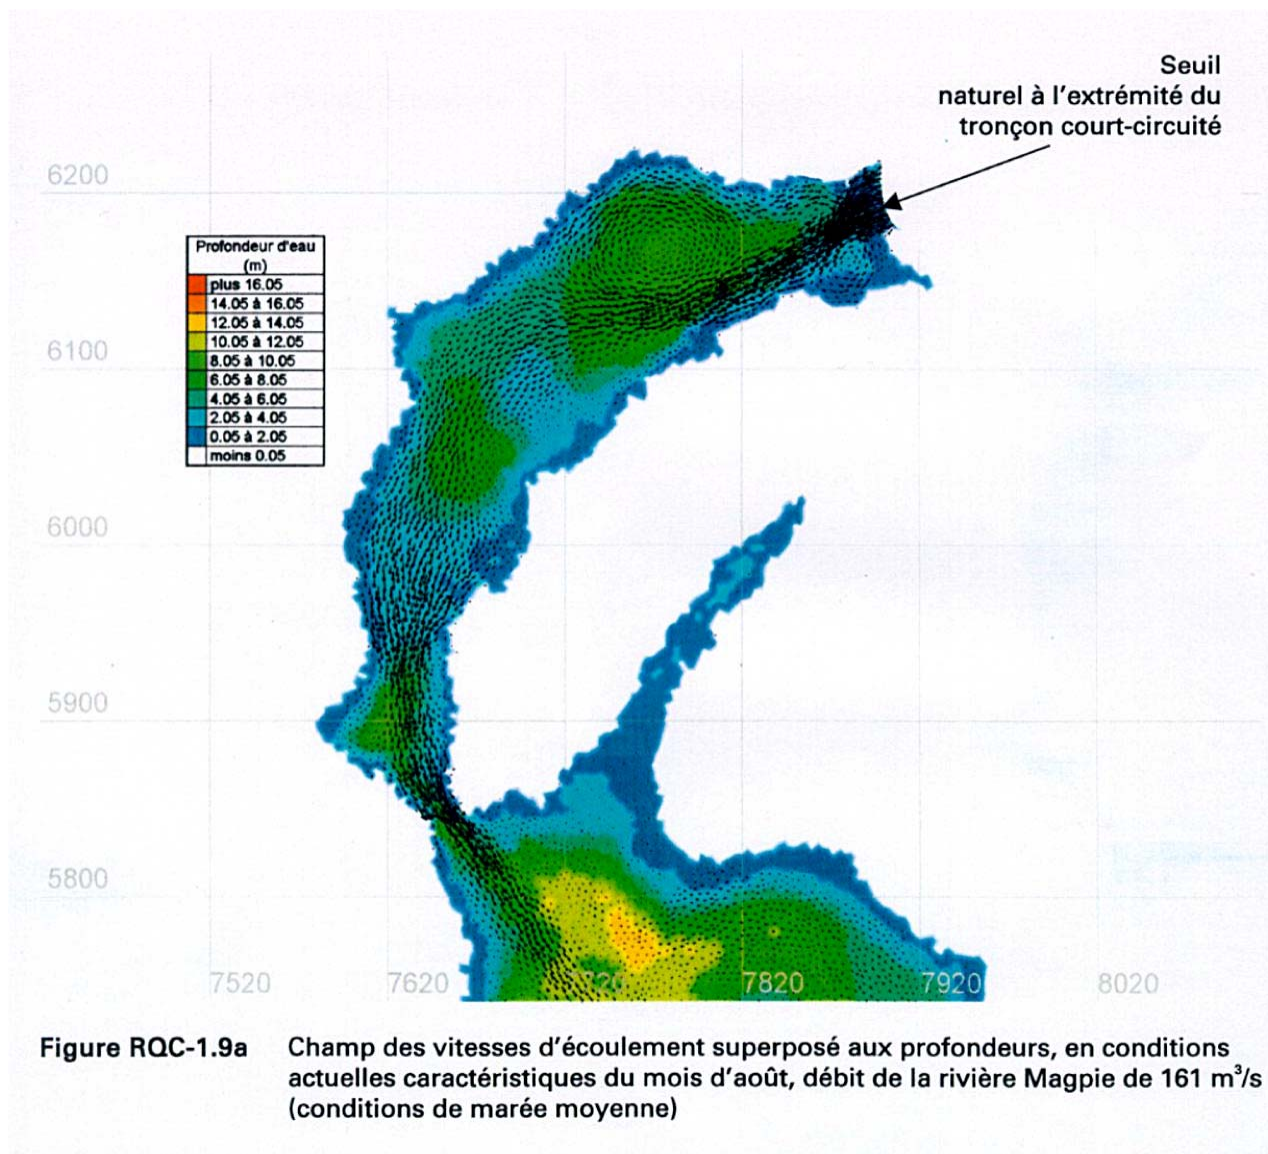 Seuil
naturel à l'extrémité du
tronçon court-circuité
6200
Profondeur d'eau
(m)
plus 16.05
14.05 à 16.05
12.05 à 14.05
10.05 à 12.05
8.05 à 10.05
6.05 à 8.05
4.05 à 6.05
2.05 à 4.05
0.05 à 2.05
moins 0.05
6100
6000
5900
5800
7520
7620
7720
7820
7920
8020
Figure RQC-1.9a Champ des vitesses d'écoulement superposé aux profondeurs, en conditions
actuelles caractéristiques du mois d'août, débit de la rivière Magpie de 161 m³/s
(conditions de marée moyenne)